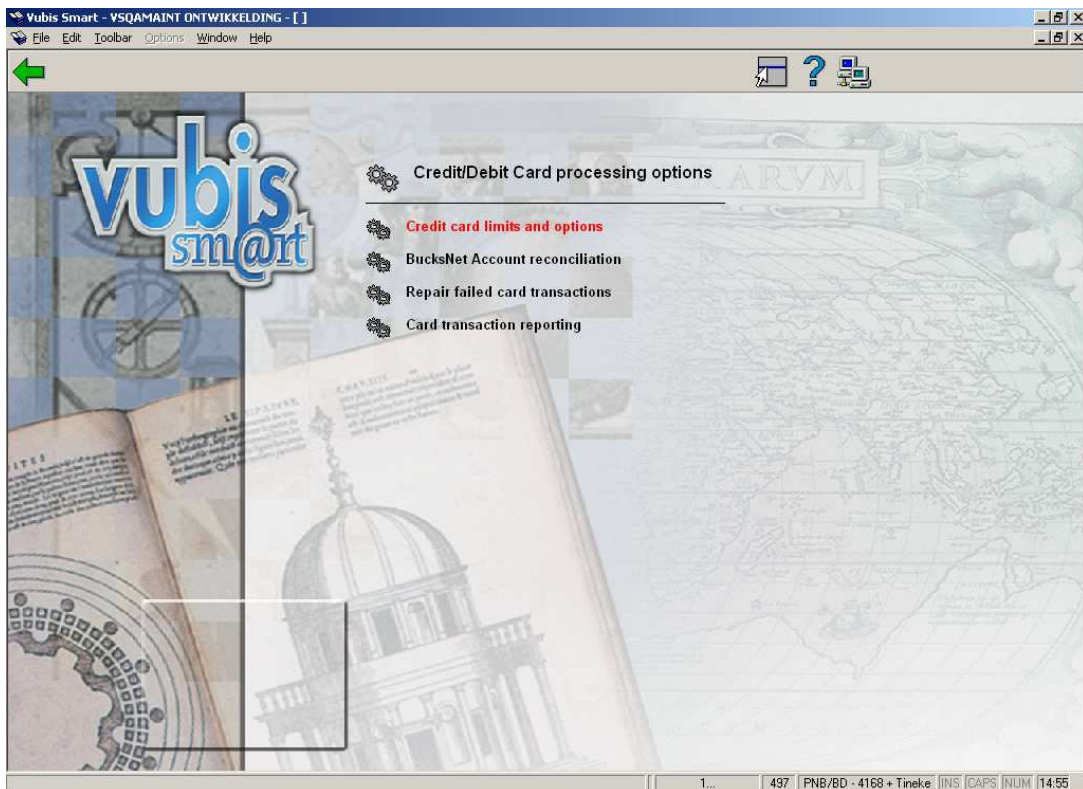 Vubis Smart - VSQAMAINT ONTWIKKELDING - [ ]
File Edit Toolbar Options Window Help
vubis
sm@rt
ARVM
Credit/Debit Card processing options
Credit card limits and options
BucksNet Account reconciliation
Repair failed card transactions
Card transaction reporting
1... 497 PNB/BD - 4168 + Tineke INS CAPS NUM 14:55